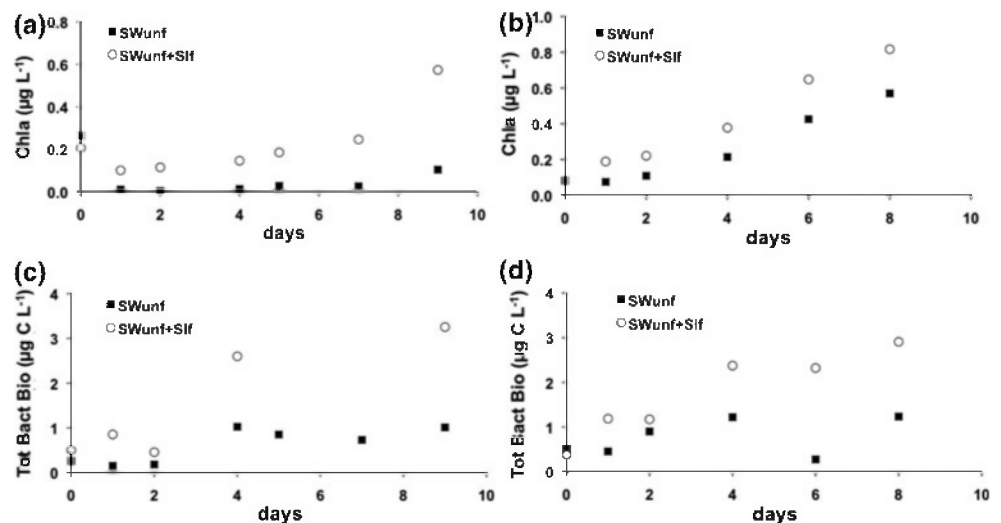 (a)
0.8
SWunf
SWunf+SIf
0.6
Chla (µg L-1)
0.4
0.2
0.0
0 2 4 6 8 10
days
(b)
1.0
SWunf
0.8
SWunf+SIf
Chla (µg L-1)
0.6
0.4
0.2
0.0
0 2 4 6 8 10
days
(c)
4
SWunf
SWunf+SIf
3
Tot Bact Bio (µg C L-1)
2
1
0
0 2 4 6 8 10
days
(d)
4
SWunf
SWunf+SIf
3
Tot Bact Bio (µg C L-1)
2
1
0
0 2 4 6 8 10
days